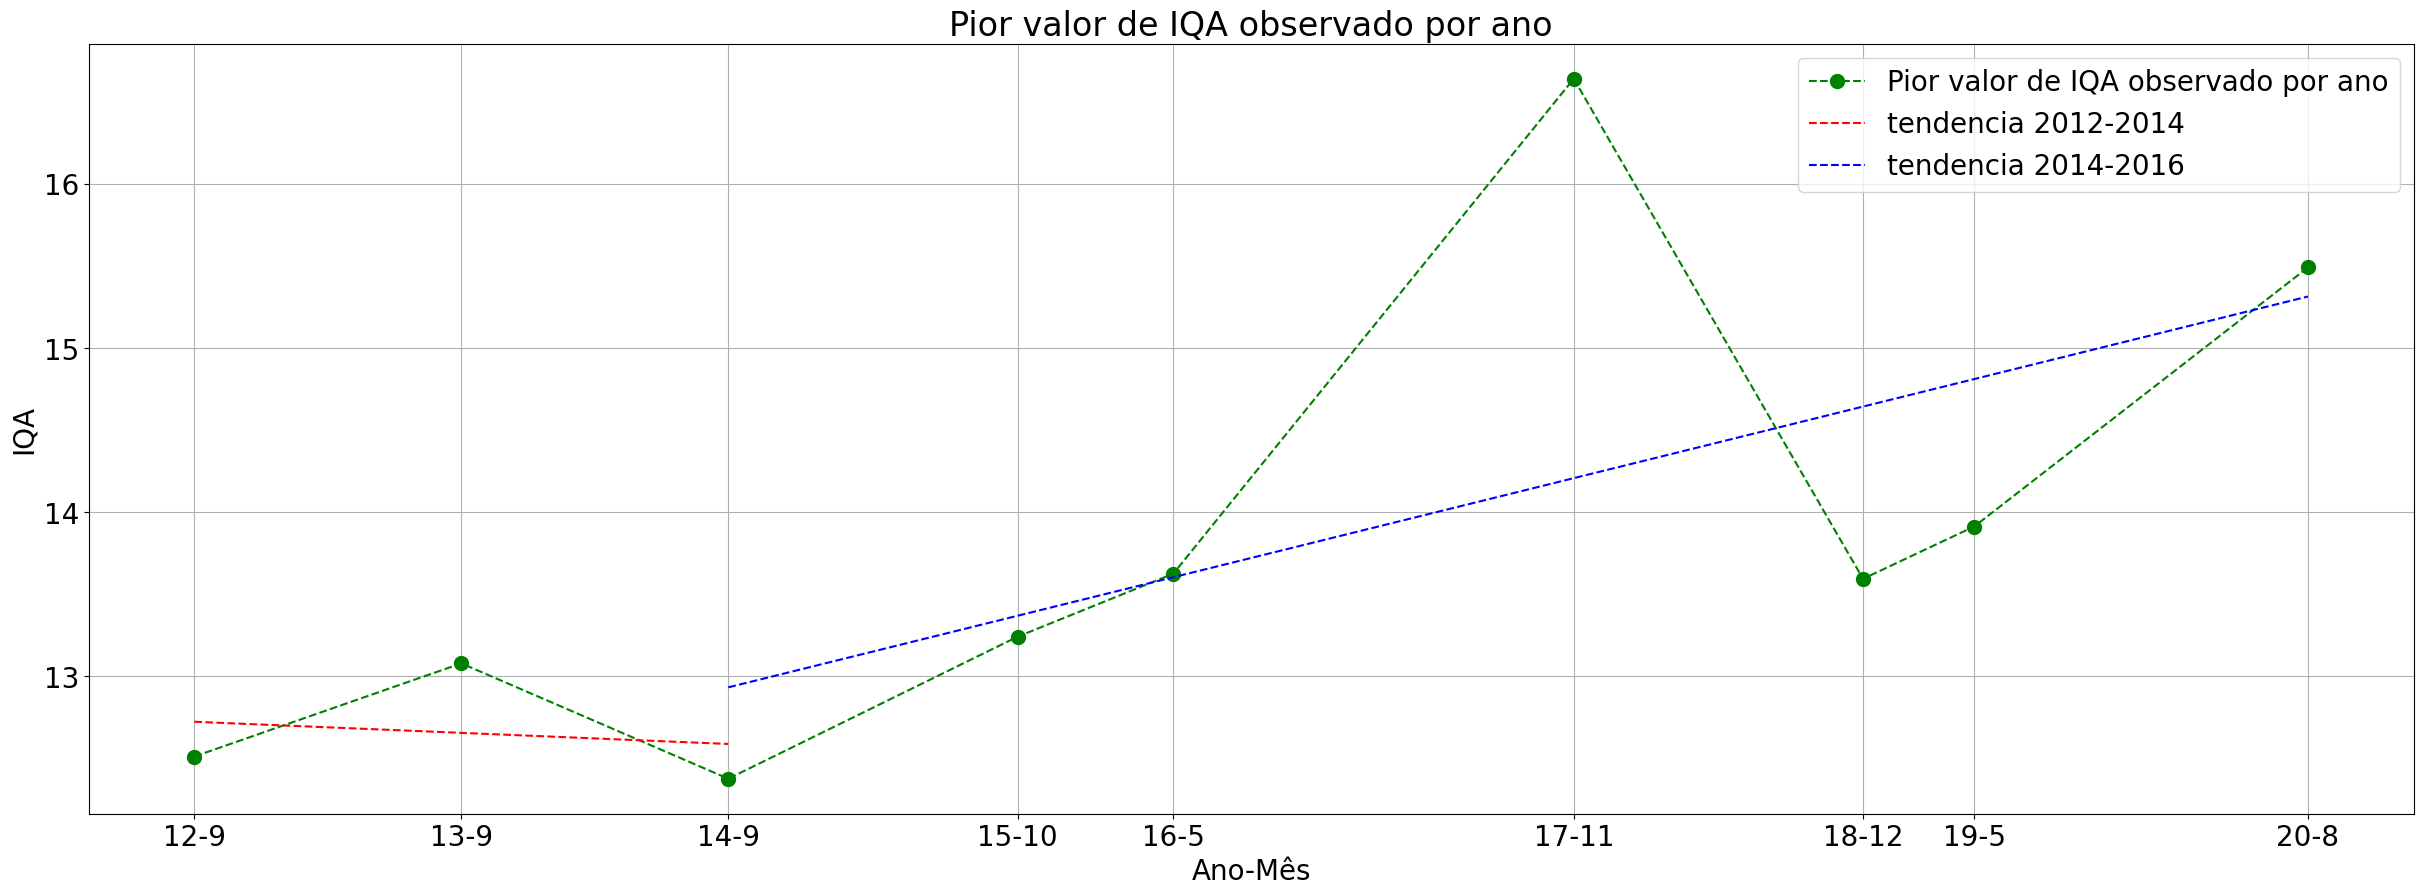 Pior valor de IQA observado por ano
Pior valor de IQA observado por ano
tendencia 2012-2014
tendencia 2014-2016
16
15
14
13
IQA
12-9 13-9 14-9 15-10 16-5 17-11 18-12 19-5 20-8
Ano-Mês